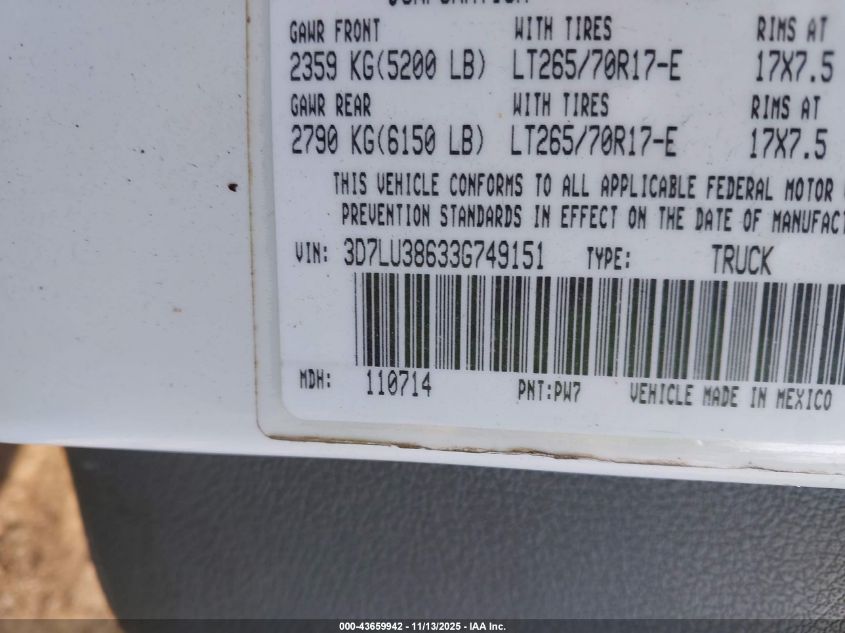 GAWR FRONT WITH TIRES RIMS AT
2359 KG(5200 LB) LT265/70R17-E 17X7.5
GAWR REAR WITH TIRES RIMS AT
2790 KG(6150 LB) LT265/70R17-E 17X7.5
THIS VEHICLE CONFORMS TO ALL APPLICABLE FEDERAL MOTOR
PREVENTION STANDARDS IN EFFECT ON THE DATE OF MANUFACT
VIN: 3D7LU38633G749151 TYPE: TRUCK
MDH: 110714 PNT:PW7 VEHICLE MADE IN MEXICO
000-43659942 - 11/13/2025 - IAA Inc.